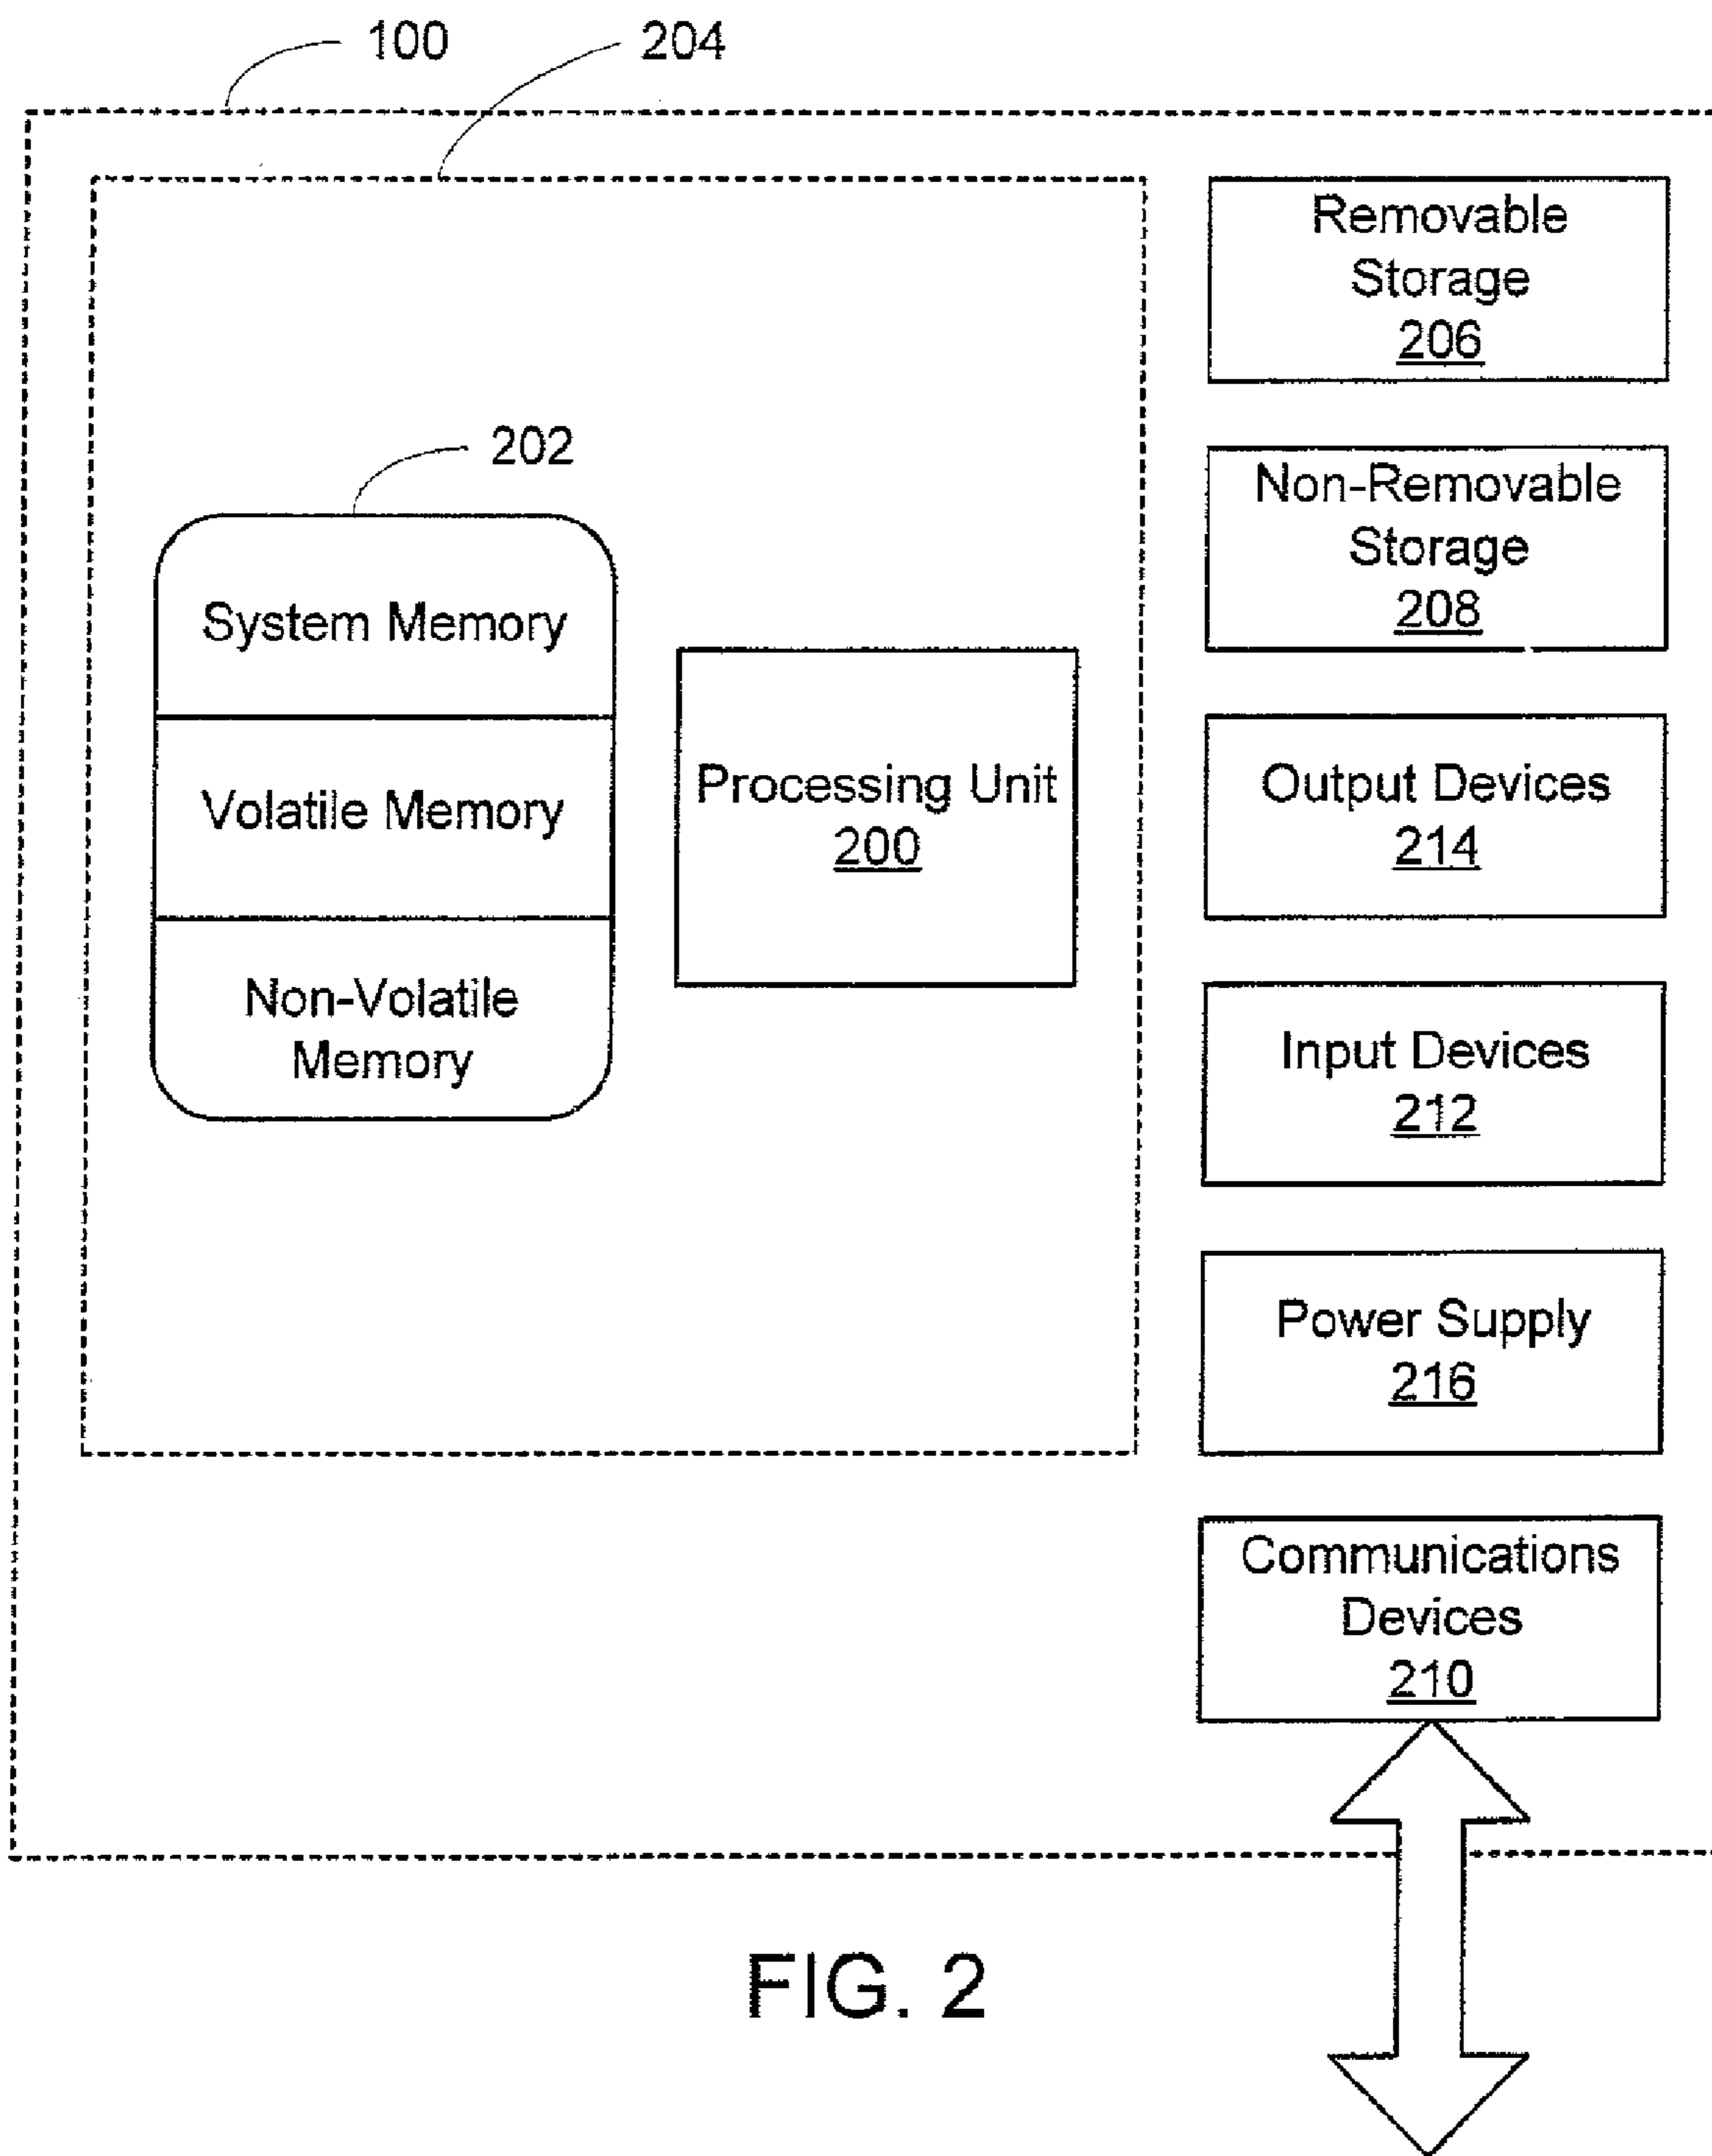 100
204
Removable
Storage
206
202
Non-Removable
Storage
208
System Memory
Volatile Memory
Non-Volatile
Memory
Processing Unit
200
Output Devices
214
Input Devices
212
Power Supply
216
Communications
Devices
210
FIG. 2